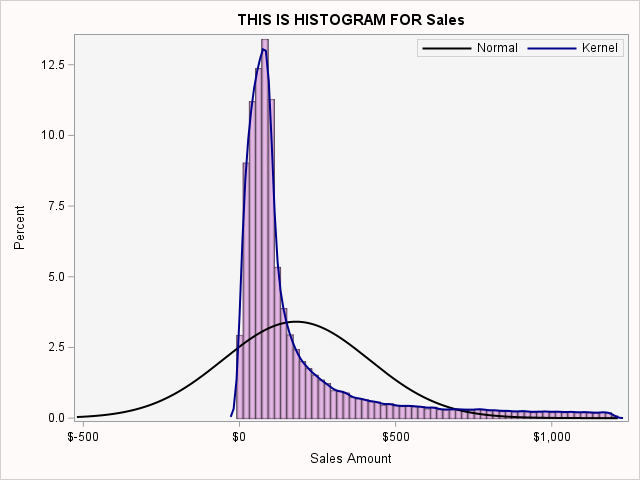 THIS IS HISTOGRAM FOR Sales
Normal Kernel
12.5
10.0
7.5
5.0
2.5
0.0
Percent
$-500 $0 $500 $1,000
Sales Amount